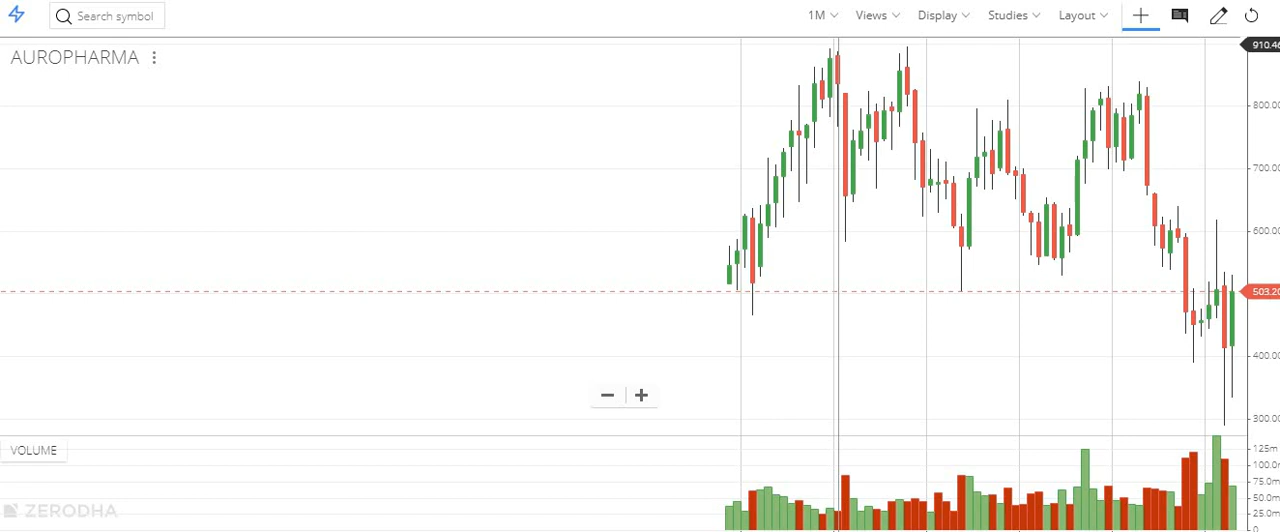 Search symbol 1M Views Display Studies Layout
AUROPHARMA
910.46
800.00
700.00
600.00
503.20
400.00
300.00
VOLUME
125m
100.0m
75.0m
50.0m
25.0m
0
ZERODHA